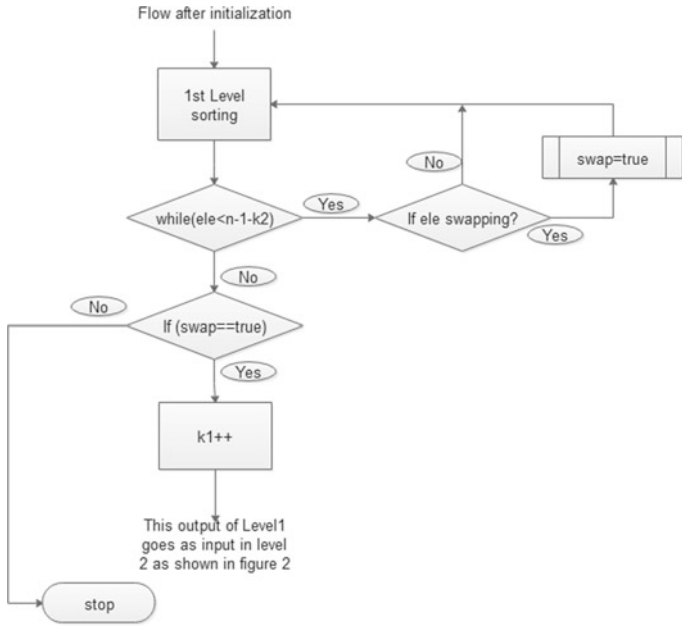 Flow after initialization
1st Level
sorting
No
swap=true
while(ele<n-1-k2)
Yes
If ele swapping?
Yes
No
No
If (swap==true)
Yes
k1++
This output of Level1
goes as input in level
2 as shown in figure 2
stop